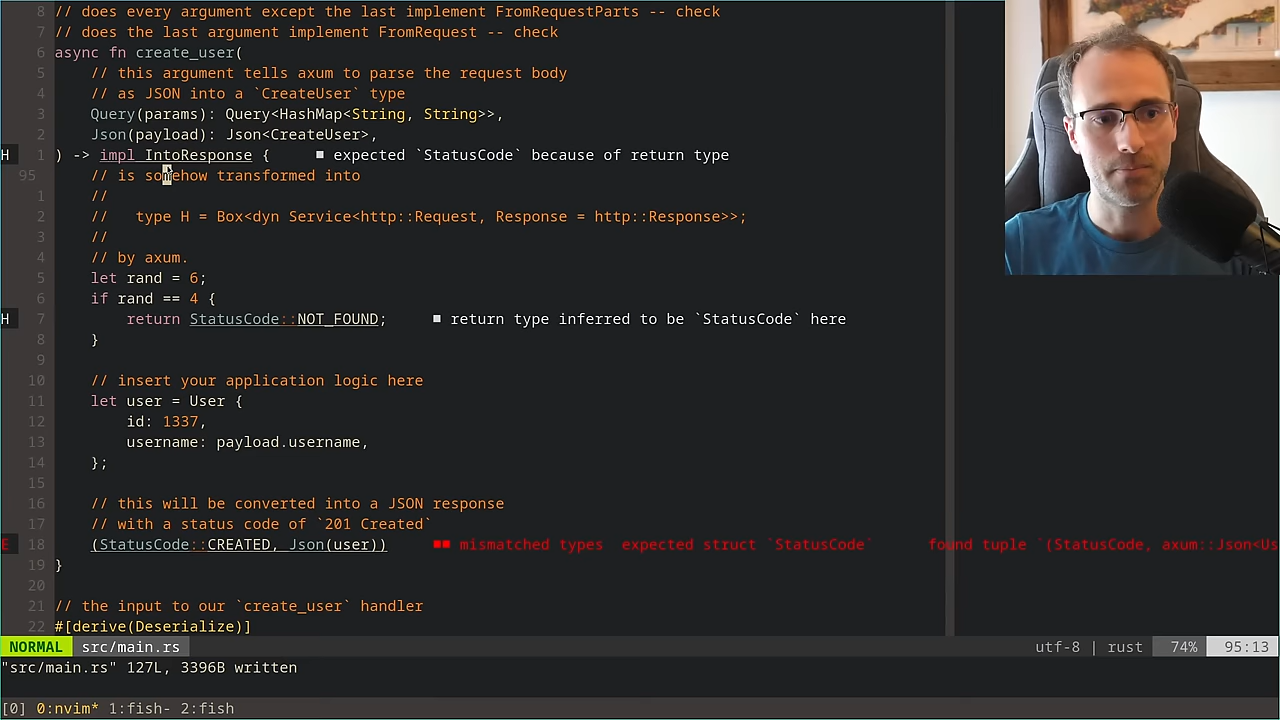 8 // does every argument except the last implement FromRequestParts -- check
7 // does the last argument implement FromRequest -- check
6 async fn create_user(
5     // this argument tells axum to parse the request body
4     // as JSON into a `CreateUser` type
3     Query(params): Query<HashMap<String, String>>,
2     Json(payload): Json<CreateUser>,
H 1 ) -> impl IntoResponse {     ■ expected `StatusCode` because of return type
95     // is somehow transformed into
1     //
2     //   type H = Box<dyn Service<http::Request, Response = http::Response>>;
3     //
4     // by axum.
5     let rand = 6;
6     if rand == 4 {
H 7         return StatusCode::NOT_FOUND;     ■ return type inferred to be `StatusCode` here
8     }
9
10     // insert your application logic here
11     let user = User {
12         id: 1337,
13         username: payload.username,
14     };
15
16     // this will be converted into a JSON response
17     // with a status code of `201 Created`
E 18     (StatusCode::CREATED, Json(user))     ■■ mismatched types  expected struct `StatusCode`      found tuple `(StatusCode, axum::Json<Us
19 }
20
21 // the input to our `create_user` handler
22 #[derive(Deserialize)]
NORMAL src/main.rs utf-8 | rust 74% 95:13
"src/main.rs" 127L, 3396B written
[0] 0:nvim* 1:fish- 2:fish